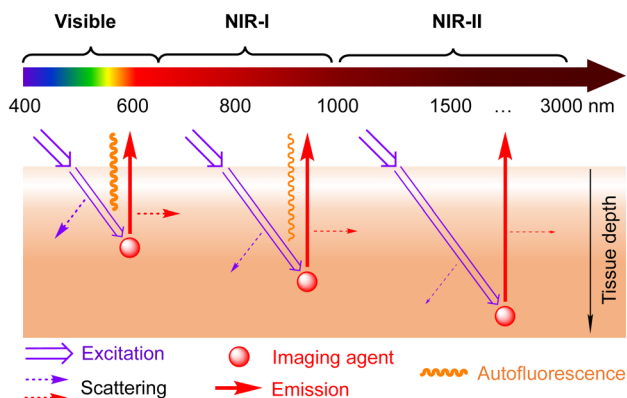 Visible NIR-I NIR-II
400 600 800 1000 1500 ... 3000 nm
Tissue depth
Excitation Imaging agent Autofluorescence
Scattering Emission